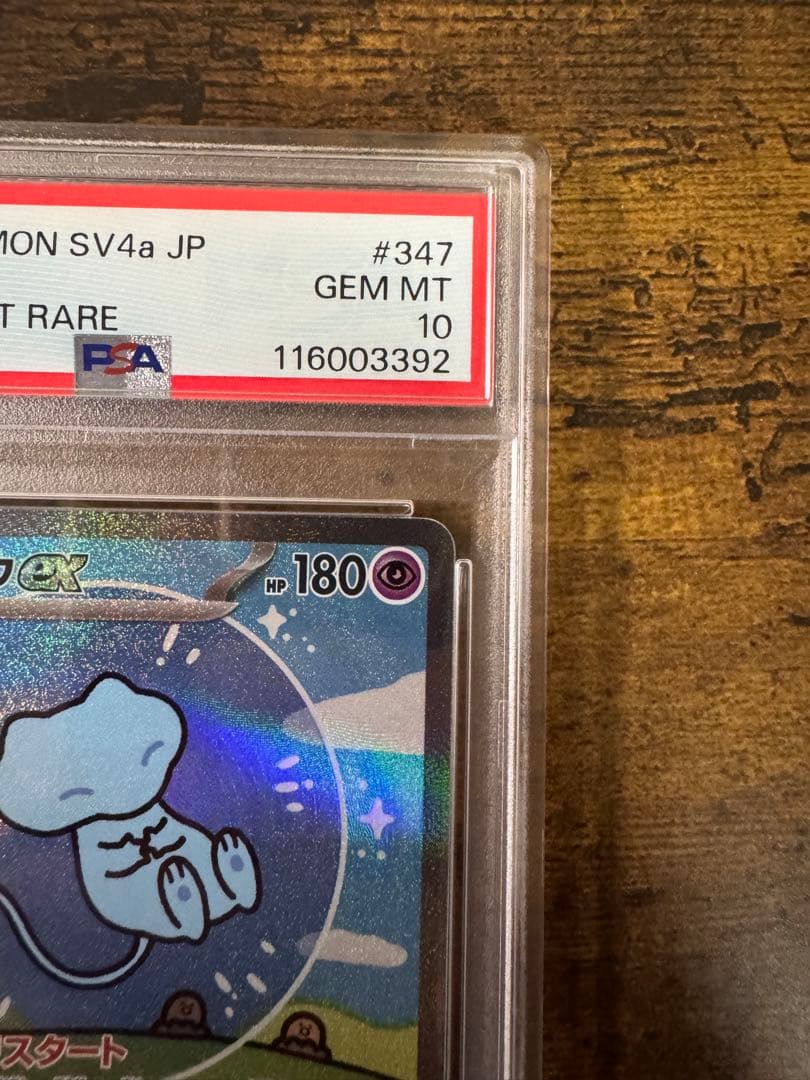 MON SV4a JP #347
GEM MT
T RARE 10
PSA 116003392
ex HP 180
スタート